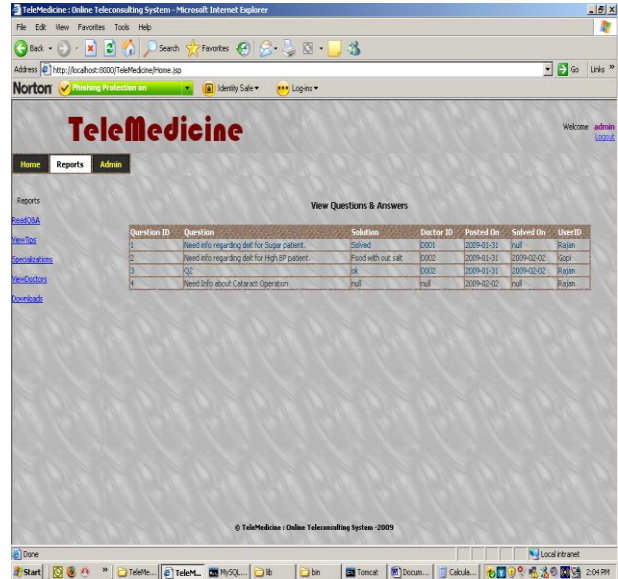 TeleMedicine : Online Teleconsulting System - Microsoft Internet Explorer
File Edit View Favorites Tools Help
Back Search Favorites
Address http://localhost:8000/TeleMedicine/Home.jsp Go Links »
Norton Phishing Protection on Identity Safe Log-ins
TeleMedicine
Welcome admin
Logout
Home Reports Admin
Reports
View Questions & Answers
ReadQ&A
ViewTips
Specializations
ViewDoctors
Downloads
Question ID Question Solution Doctor ID Posted On Solved On UserID
1 Need info regarding deit for Sugar patient. Solved D001 2009-01-31 null Rajan
2 Need info regarding deit for High BP patient. Food with out salt D002 2009-01-31 2009-02-02 Gopi
3 Q2 ok D002 2009-01-31 2009-02-02 Rajan
4 Need Info about Cataract Operation null null 2009-02-02 null Rajan
© TeleMedicine : Online Teleconsulting System -2009
Done Local intranet
Start » TeleMe... TeleM... MySQL... lib bin Tomcat Docum... Calcula... 2:04 PM